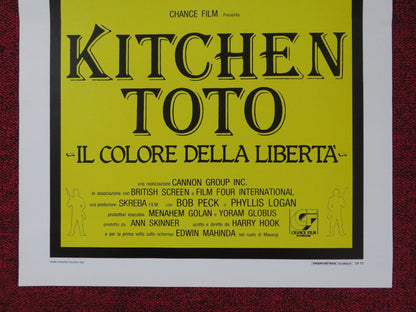 CHANCE FILM Presenta
KITCHEN
TOTO
IL COLORE DELLA LIBERTÀ
una realizzazione CANNON GROUP INC.
in associazione con BRITISH SCREEN e FILM FOUR INTERNATIONAL
una produzione SKREBA FILM con BOB PECK e PHYLLIS LOGAN
produttori esecutivi MENAHEM GOLAN e YORAM GLOBUS
prodotto da ANN SKINNER scritto e diretto da HARRY HOOK
e per la prima volta sullo schermo EDWIN MAHINDA nel ruolo di Mwangi
CF
CHANCE FILM